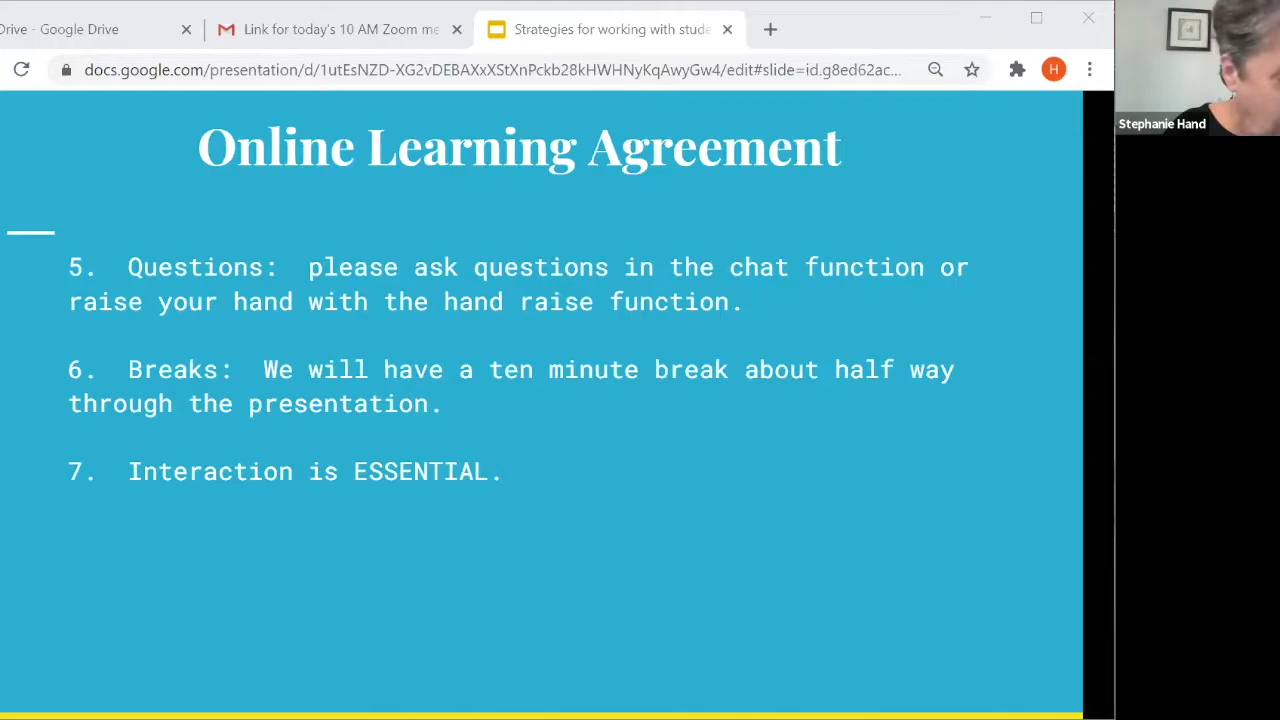 Drive - Google Drive
Link for today's 10 AM Zoom me
Strategies for working with stude
docs.google.com/presentation/d/1utEcNZD-XG2vDEBAXxXStXnPckb28kHWHNyKqAwyGw4/edit#slide=id.g8ed62ac...
H
Stephanie Hand
Online Learning Agreement
5. Questions: please ask questions in the chat function or
raise your hand with the hand raise function.
6. Breaks: We will have a ten minute break about half way
through the presentation.
7. Interaction is ESSENTIAL.